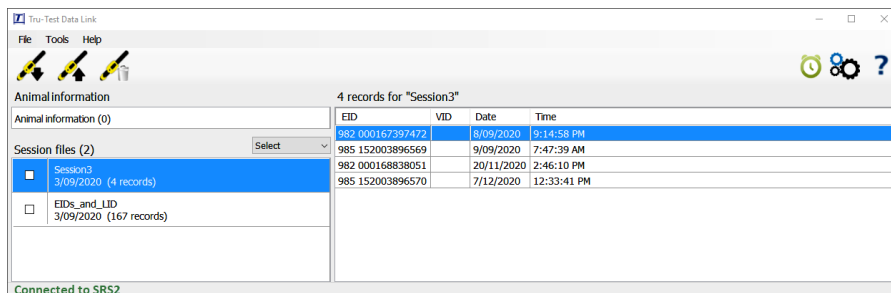 Tru-Test Data Link
File Tools Help
?
Animal information
Animal information (0)
Session files (2)
Select
Session3
3/09/2020 (4 records)
EIDs_and_LID
3/09/2020 (167 records)
4 records for "Session3"
EID VID Date Time
982 000167397472 8/09/2020 9:14:58 PM
985 152003896569 9/09/2020 7:47:39 AM
982 000168838051 20/11/2020 2:46:10 PM
985 152003896570 7/12/2020 12:33:41 PM
Connected to SRS2